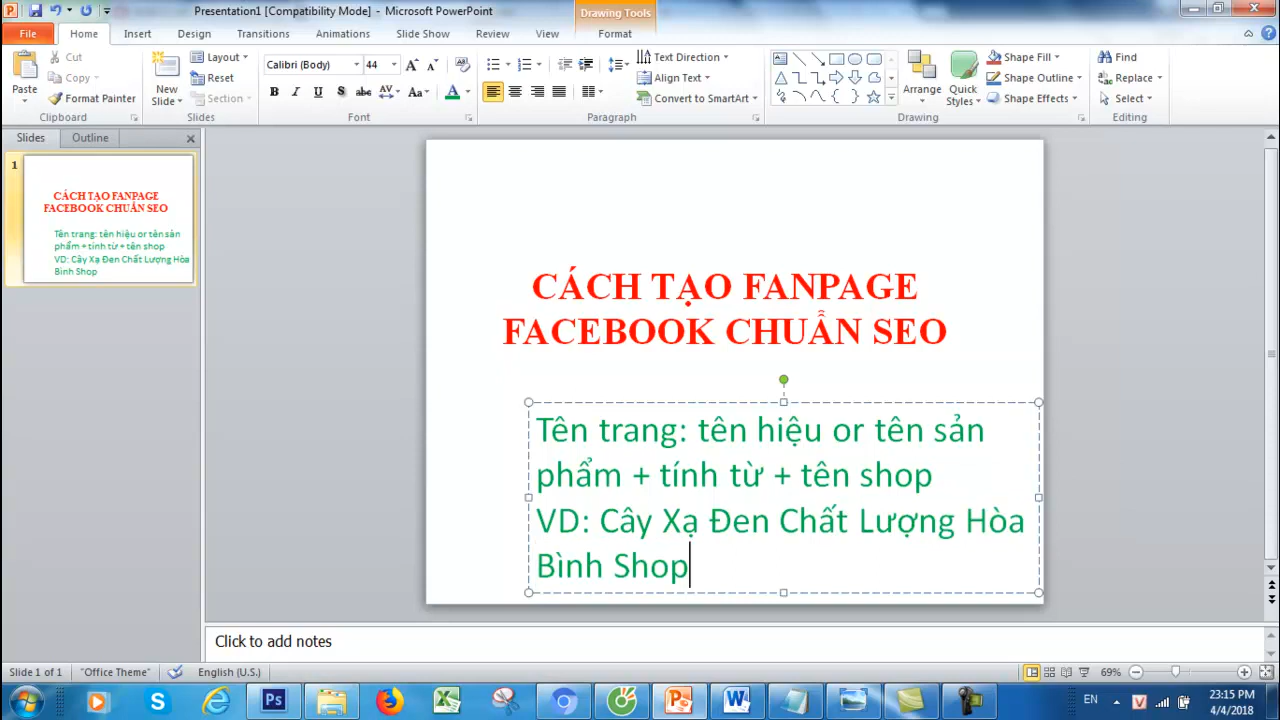 Presentation1 [Compatibility Mode] - Microsoft PowerPoint
Drawing Tools
File Home Insert Design Transitions Animations Slide Show Review View Format
Paste
Cut
Copy
Format Painter
Clipboard
New Slide
Layout
Reset
Section
Slides
Calibri (Body) 44
B I U S abc AV Aa A
Font
Text Direction
Align Text
Convert to SmartArt
Paragraph
Arrange
Quick Styles
Shape Fill
Shape Outline
Shape Effects
Drawing
Find
Replace
Select
Editing
Slides Outline
1
CÁCH TẠO FANPAGE
FACEBOOK CHUẨN SEO
Tên trang: tên hiệu or tên sản
phẩm + tính từ + tên shop
VD: Cây Xạ Đen Chất Lượng Hòa
Bình Shop
CÁCH TẠO FANPAGE
FACEBOOK CHUẨN SEO
Tên trang: tên hiệu or tên sản
phẩm + tính từ + tên shop
VD: Cây Xạ Đen Chất Lượng Hòa
Bình Shop
Click to add notes
Slide 1 of 1 "Office Theme" English (U.S.) 69%
EN 23:15 PM
4/4/2018